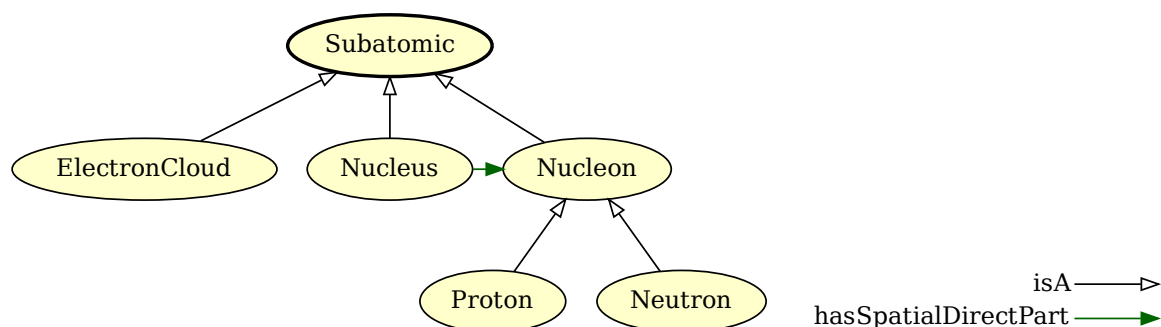 Subatomic
ElectronCloud
Nucleus
Nucleon
Proton
Neutron
isA
hasSpatialDirectPart